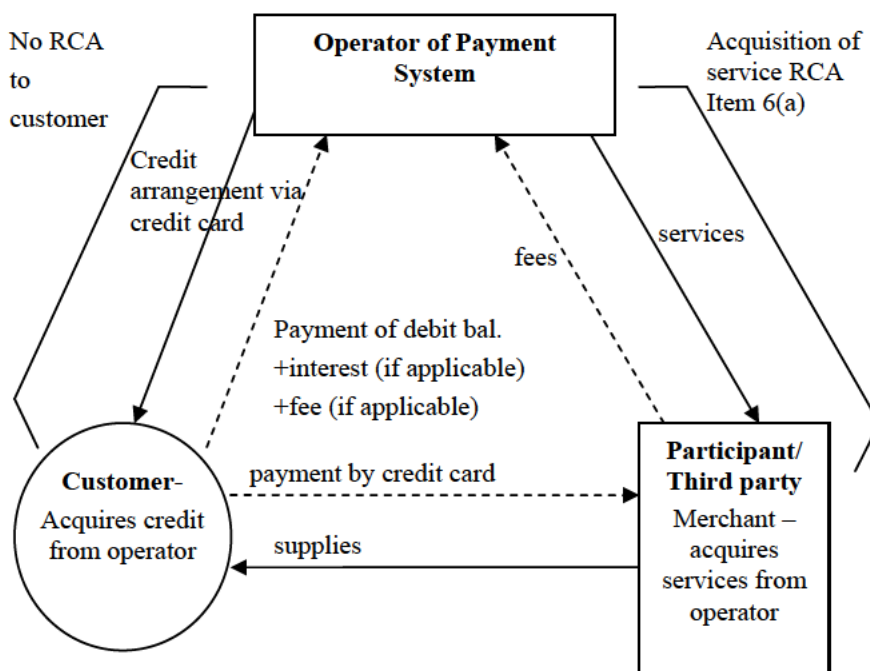 No RCA
to
customer
Operator of Payment
System
Acquisition of
service RCA
Item 6(a)
Credit
arrangement via
credit card
services
fees
Payment of debit bal.
+interest (if applicable)
+fee (if applicable)
Customer-
Acquires credit
from operator
payment by credit card
supplies
Participant/
Third party
Merchant –
acquires
services from
operator